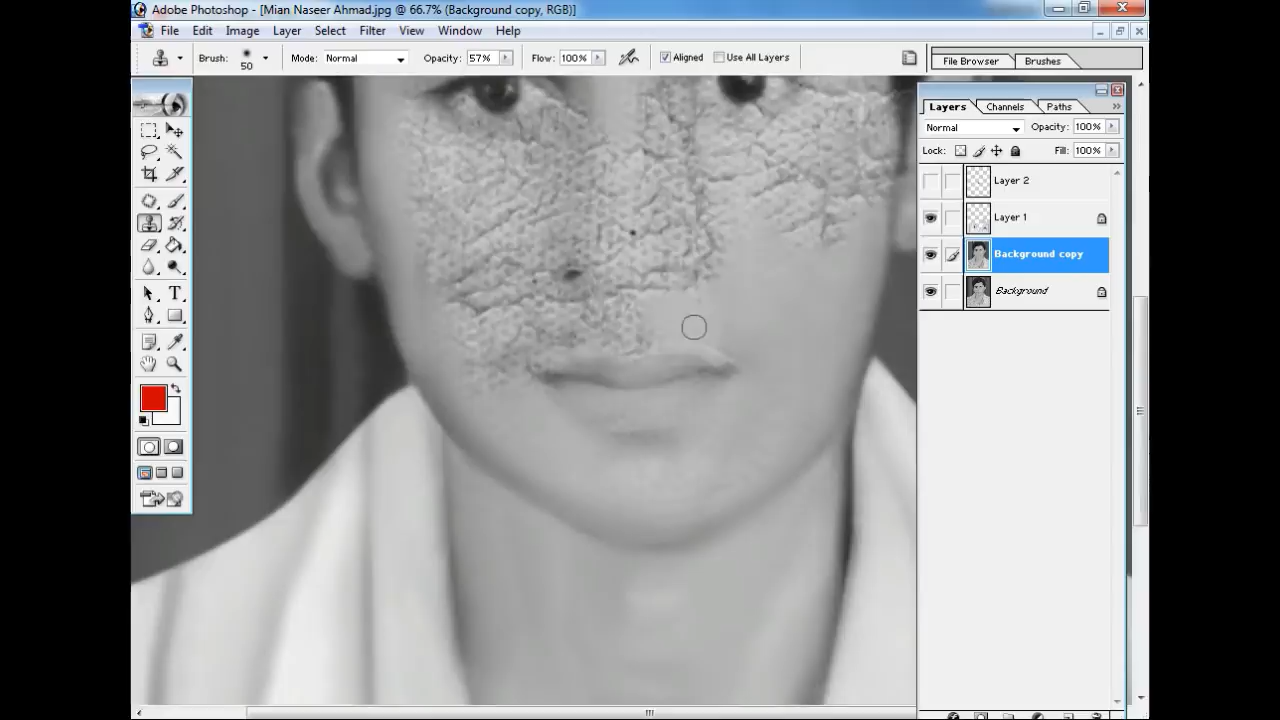 Adobe Photoshop - [Mian Naseer Ahmad.jpg @ 66.7% (Background copy, RGB)]
File Edit Image Layer Select Filter View Window Help
Brush: 50 Mode: Normal Opacity: 57% Flow: 100% Aligned Use All Layers File Browser Brushes
Layers Channels Paths
Normal Opacity: 100%
Lock: Fill: 100%
Layer 2
Layer 1
Background copy
Background